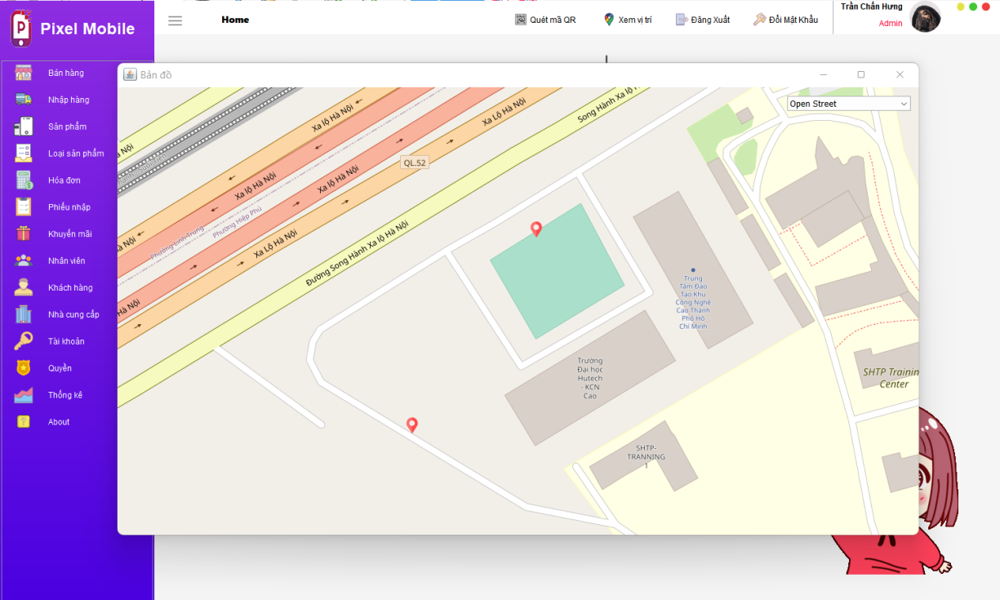 Pixel Mobile
P
Home
Quét mã QR
Xem vị trí
Đăng Xuất
Đổi Mật Khẩu
Trần Chấn Hưng
Admin
Bán hàng
Nhập hàng
Sản phẩm
Loại sản phẩm
Hóa đơn
Phiếu nhập
Khuyến mãi
Nhân viên
Khách hàng
Nhà cung cấp
Tài khoản
Quyền
Thống kê
About
Bản đồ
Open Street
Xa lộ Hà Nội
Xa Lộ Hà Nội
Song Hành Xa lộ H
Nội
QL.52
Xa lộ Hà Nội
Xa lộ Hà Nội
Phường Linh Trung
Phường Hiệp Phú
Hà Nội
Xa Lộ Hà Nội
Đường Song Hành Xa lộ Hà Nội
Hà Nội
Trung
Tâm Đào
Tạo Khu
Công Nghệ
Cao Thành
Phố Hồ
Chí Minh
Trường
Đại học
Hutech
- KCN
Cao
SHTP Trainin
Center
SHTP-
TRANNING
1